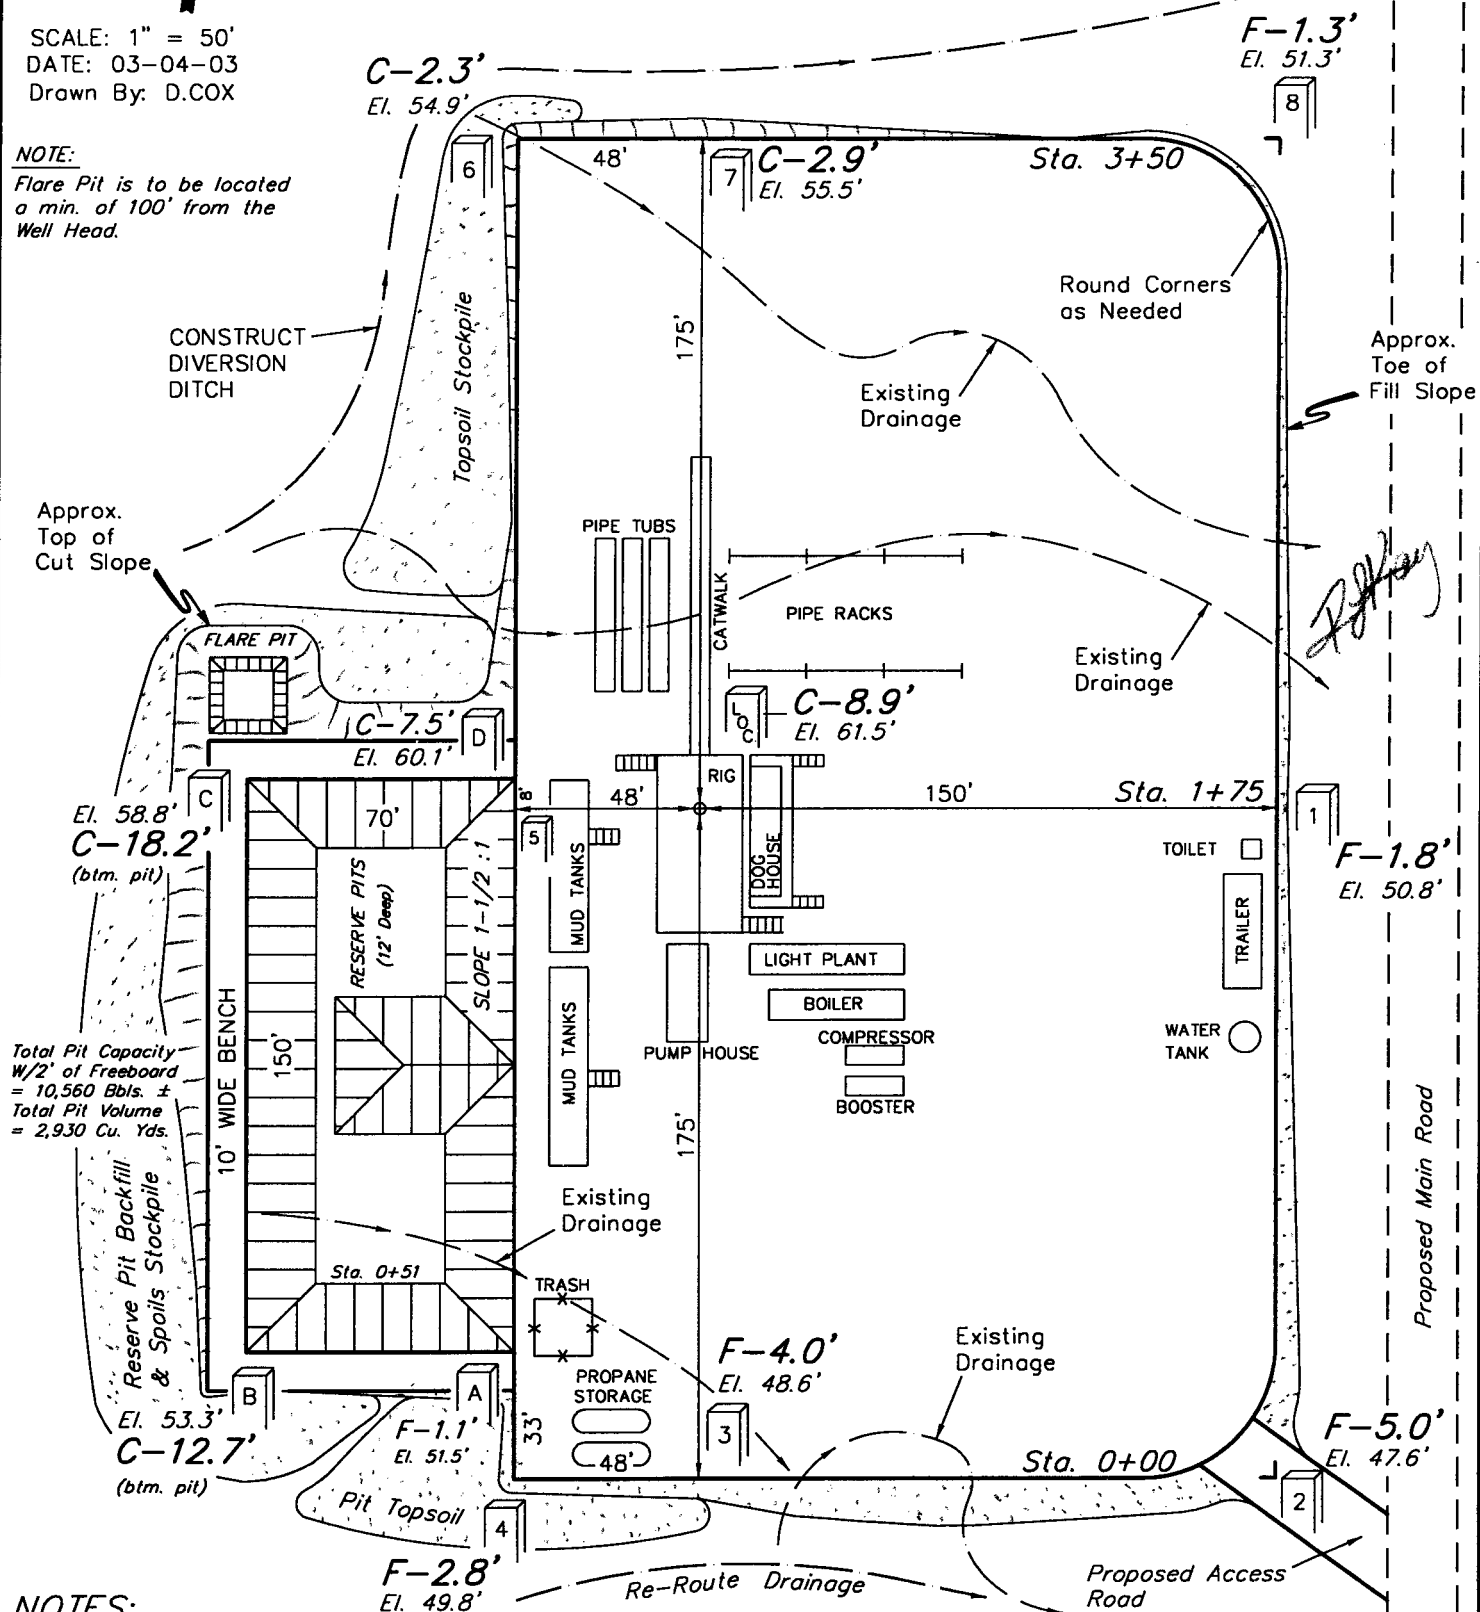 SCALE: 1" = 50'
DATE: 03-04-03
Drawn By: D.COX
NOTE:
Flare Pit is to be located
a min. of 100' from the
Well Head.
C-2.3'
El. 54.9'
F-1.3'
El. 51.3'
8
6
48'
7
C-2.9'
El. 55.5'
Sta. 3+50
Round Corners
as Needed
CONSTRUCT
DIVERSION
DITCH
Topsoil Stockpile
175'
Existing
Drainage
Approx.
Toe of
Fill Slope
Approx.
Top of
Cut Slope
PIPE TUBS
CATWALK
PIPE RACKS
FLARE PIT
Existing
Drainage
C-7.5'
El. 60.1'
D
LOC.
C-8.9'
El. 61.5'
C
El. 58.8'
C-18.2'
(btm. pit)
70'
8'
48'
RIG
150'
Sta. 1+75
1
F-1.8'
El. 50.8'
5
DOG
HOUSE
TOILET
TRAILER
RESERVE PITS
(12' Deep)
SLOPE 1-1/2 :1
MUD TANKS
LIGHT PLANT
BOILER
COMPRESSOR
BOOSTER
PUMP HOUSE
MUD TANKS
WATER
TANK
10' WIDE BENCH
150'
Total Pit Capacity
W/2' of Freeboard
= 10,560 Bbls. ±
Total Pit Volume
= 2,930 Cu. Yds.
175'
Proposed Main Road
Reserve Pit Backfill
& Spoils Stockpile
Existing
Drainage
Sta. 0+51
TRASH
PROPANE
STORAGE
48'
33'
F-4.0'
El. 48.6'
3
Existing
Drainage
B
El. 53.3'
C-12.7'
(btm. pit)
A
F-1.1'
El. 51.5'
Sta. 0+00
F-5.0'
El. 47.6'
2
Pit Topsoil
4
F-2.8'
El. 49.8'
Re-Route Drainage
Proposed Access
Road
NOTES: